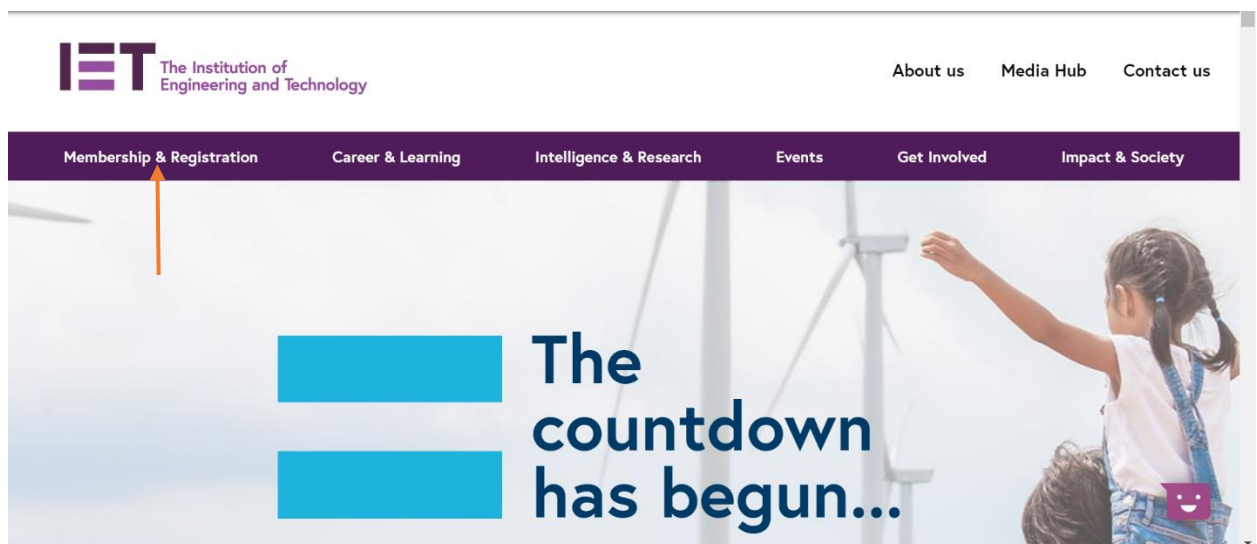 IET
The Institution of
Engineering and Technology
About us Media Hub Contact us
Membership & Registration Career & Learning Intelligence & Research Events Get Involved Impact & Society
The
countdown
has begun...